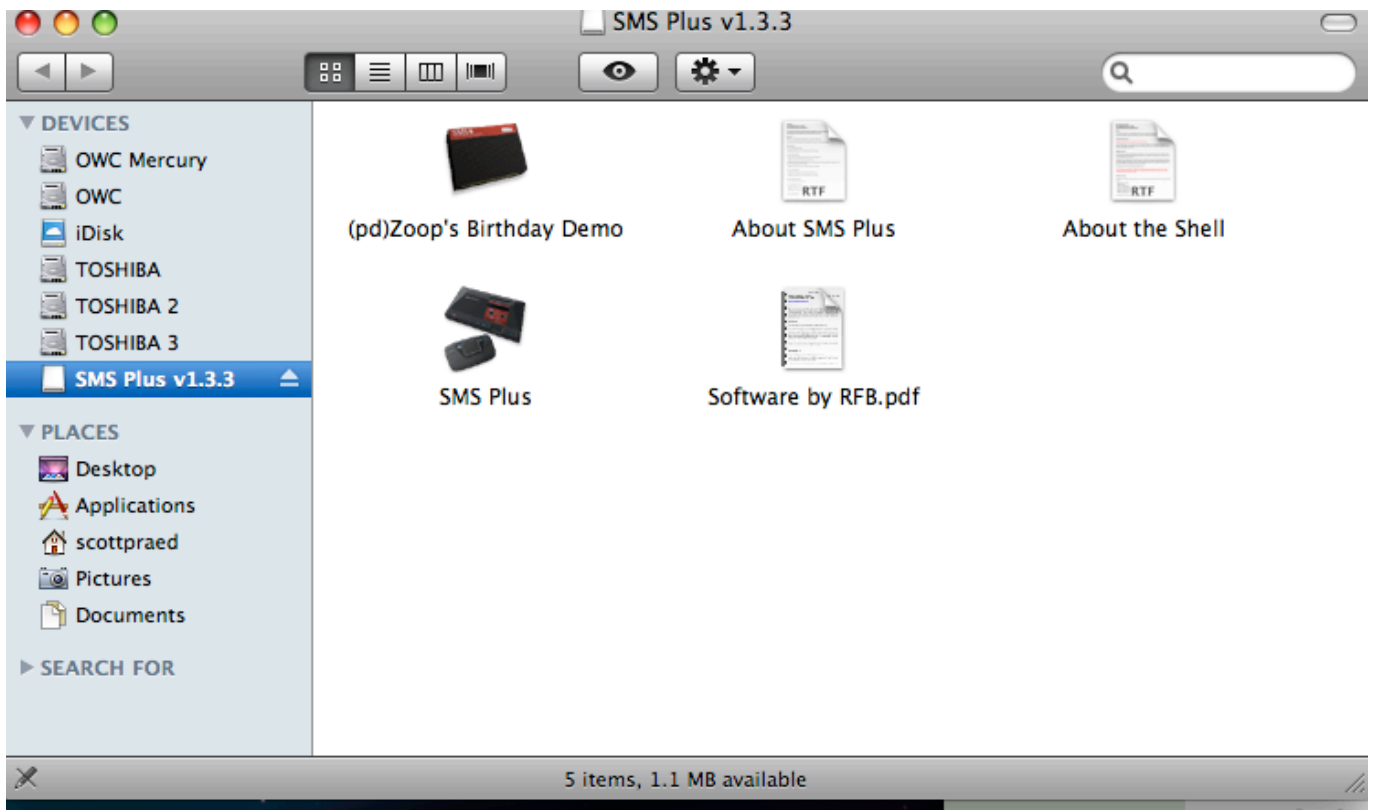 SMS Plus v1.3.3
DEVICES
OWC Mercury
OWC
iDisk
TOSHIBA
TOSHIBA 2
TOSHIBA 3
SMS Plus v1.3.3
PLACES
Desktop
Applications
scottpraed
Pictures
Documents
SEARCH FOR
(pd)Zoop's Birthday Demo
RTF
About SMS Plus
RTF
About the Shell
SMS Plus
Software by RFB.pdf
5 items, 1.1 MB available